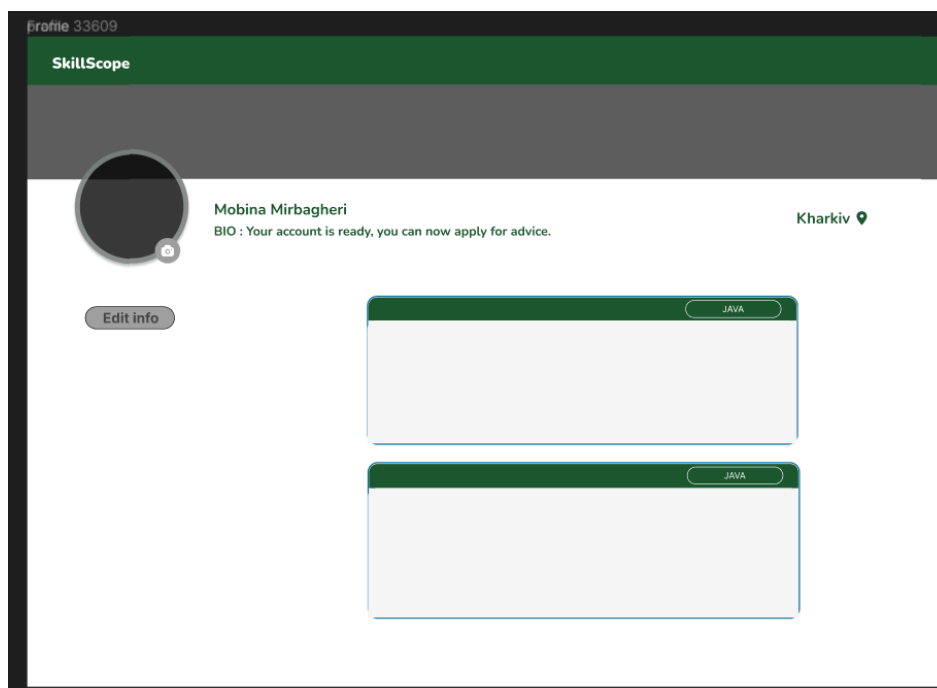 Profile 33609
SkillScope
Mobina Mirbagheri
BIO : Your account is ready, you can now apply for advice.
Kharkiv
Edit info
JAVA
JAVA